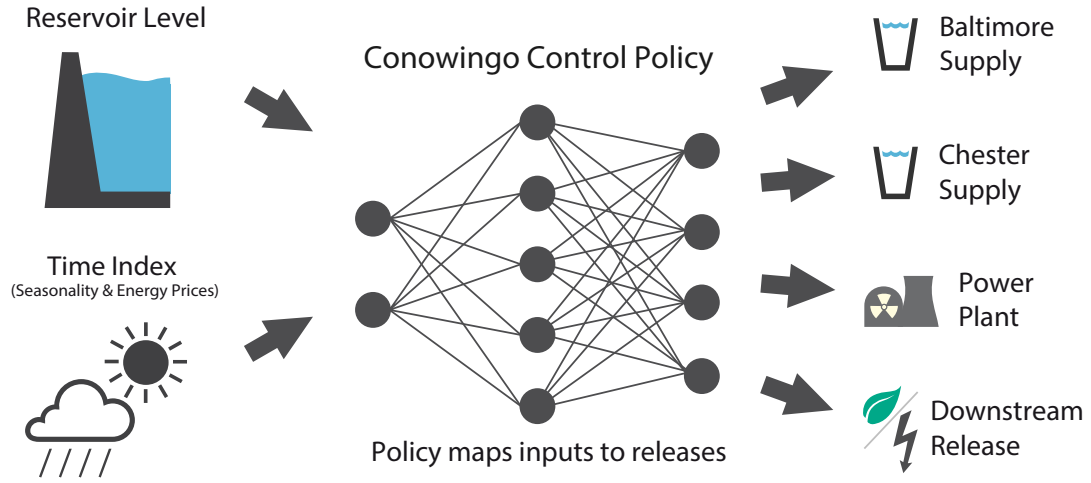 Reservoir Level
Time Index
(Seasonality & Energy Prices)
Conowingo Control Policy
Policy maps inputs to releases
Baltimore
Supply
Chester
Supply
Power
Plant
Downstream
Release